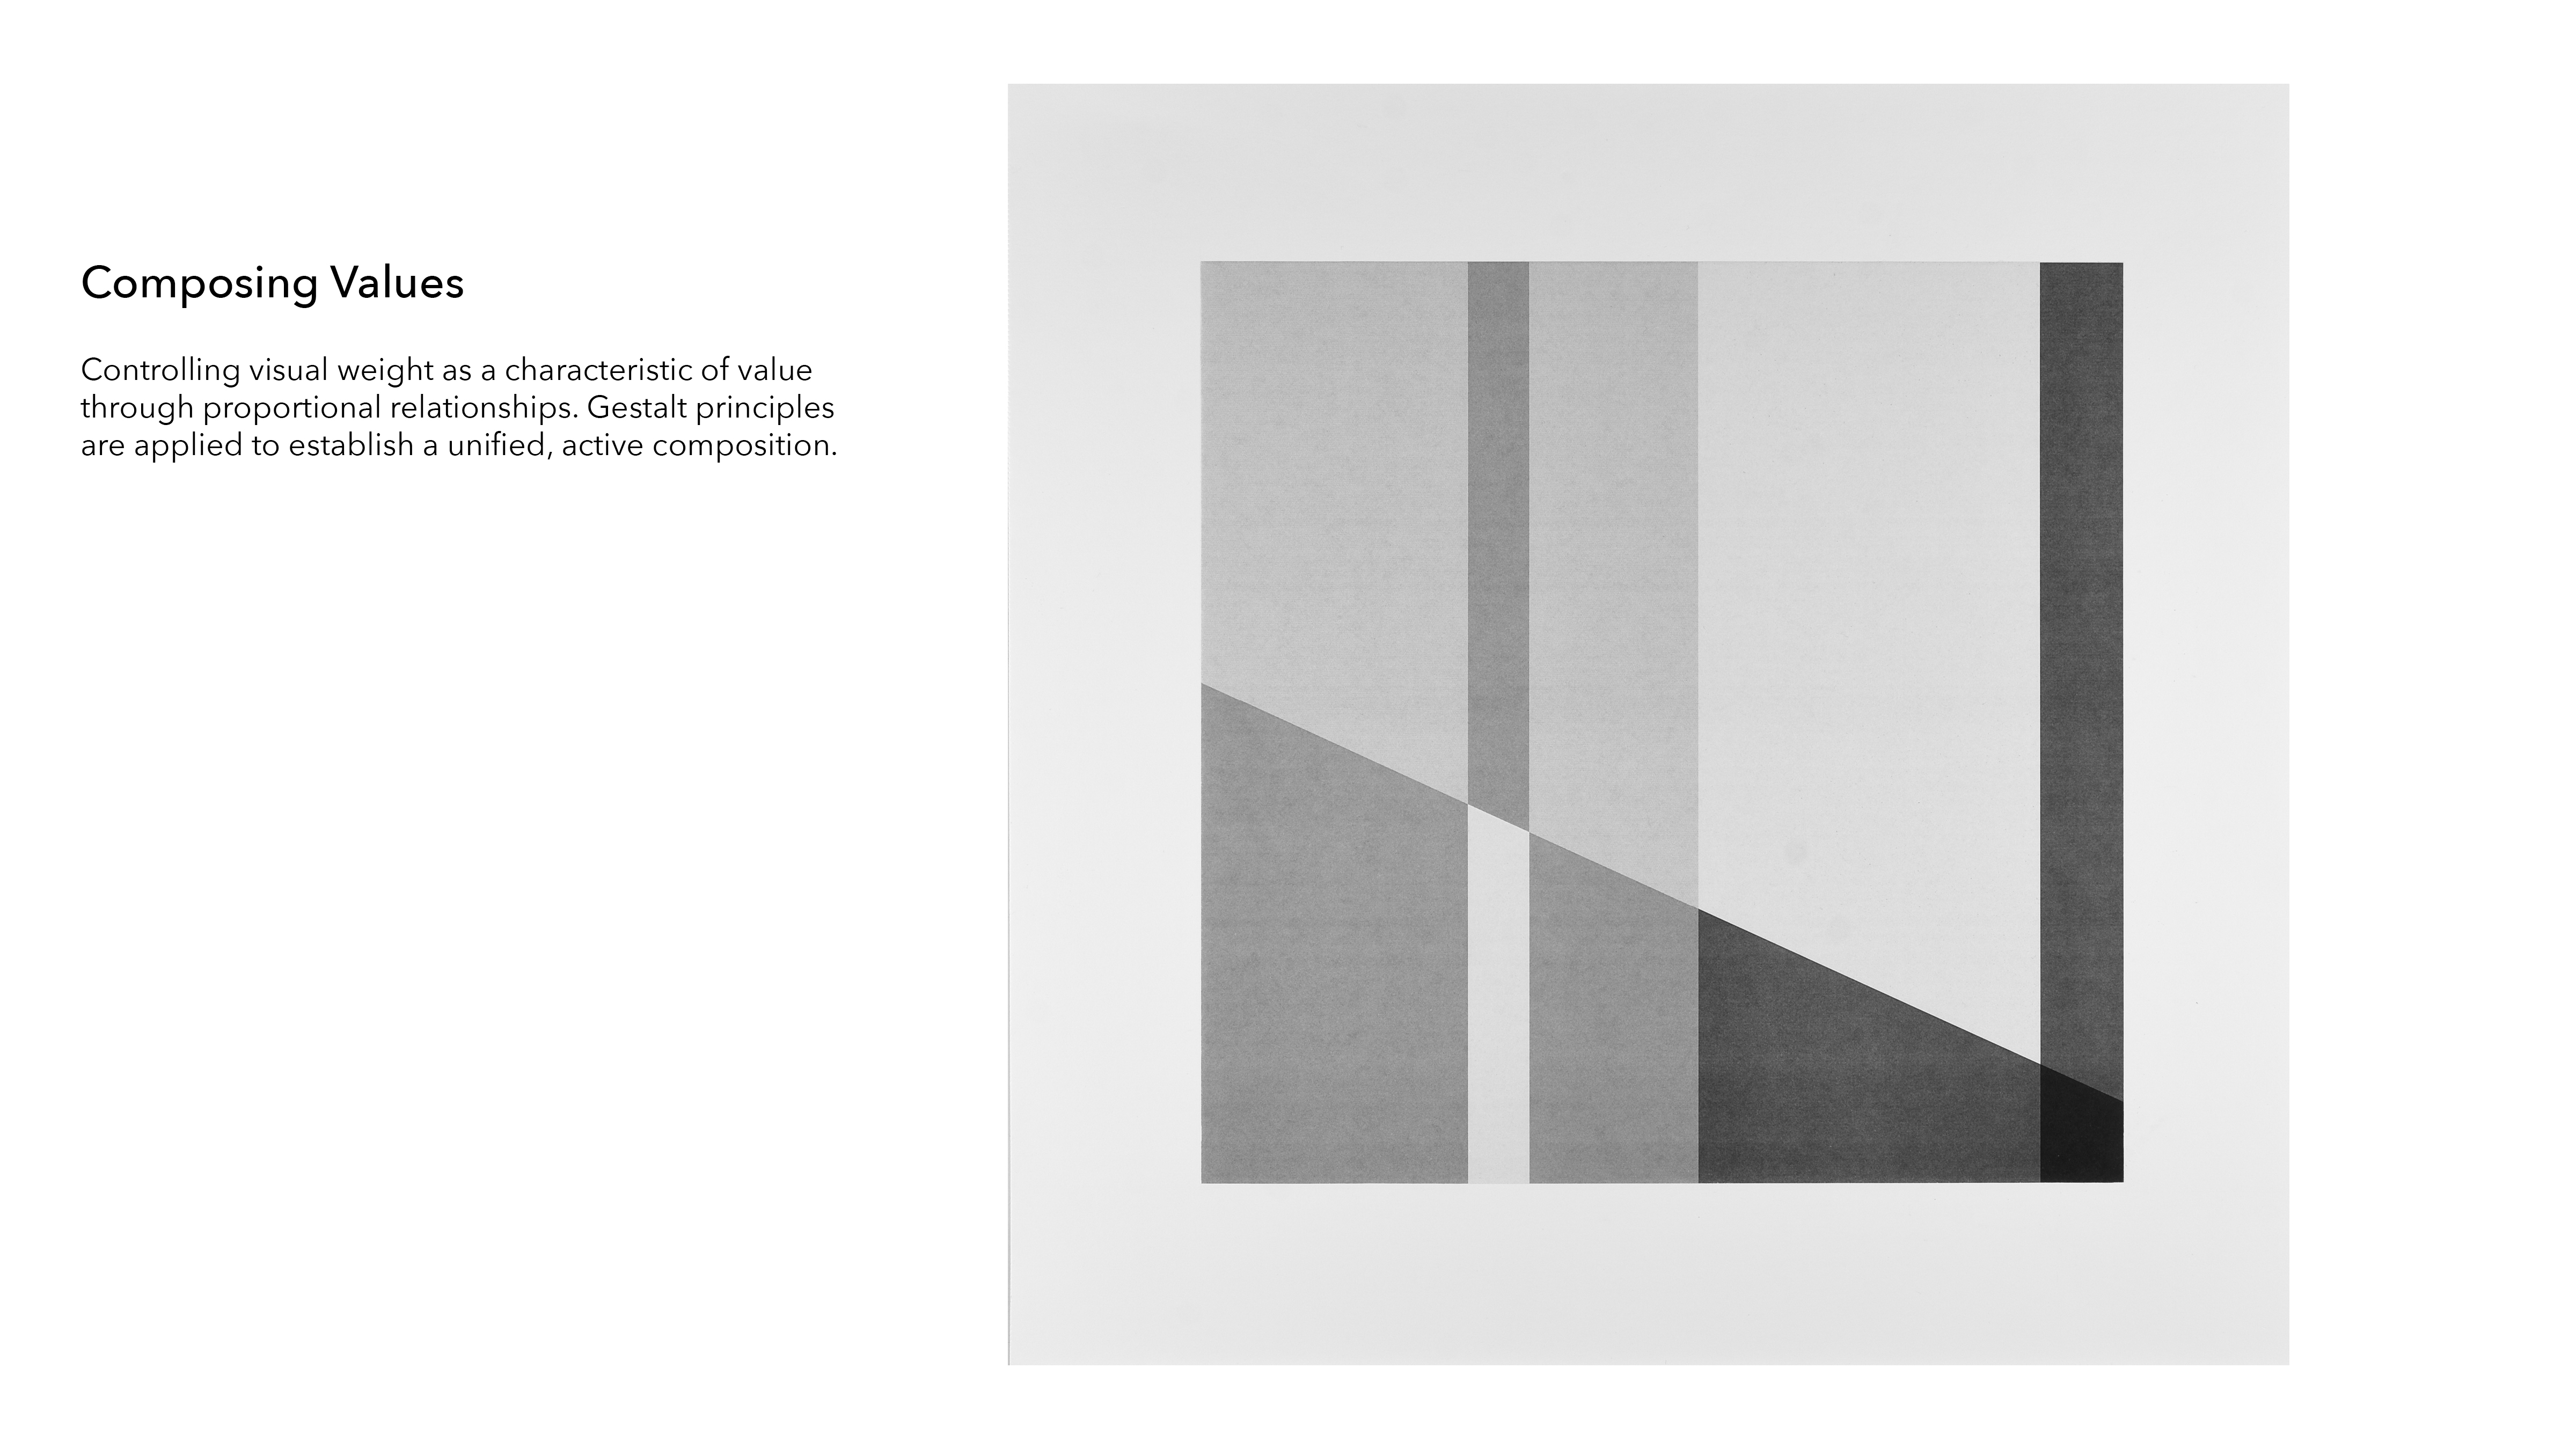 Composing Values
Controlling visual weight as a characteristic of value
through proportional relationships. Gestalt principles
are applied to establish a unified, active composition.